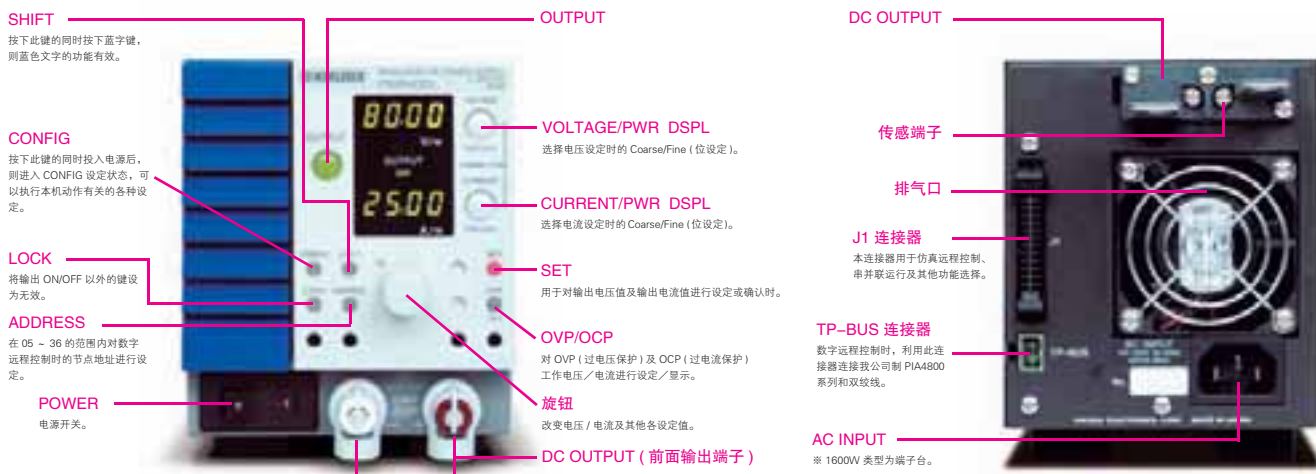 SHIFT
按下此键的同时按下蓝字键，
则蓝色文字的功能有效。
CONFIG
按下此键的同时投入电源后，
则进入 CONFIG 设定状态，可
以执行本机动作有关的各种设
定。
LOCK
将输出 ON/OFF 以外的键设
为无效。
ADDRESS
在 05 ~ 36 的范围内对数字
远程控制时的节点地址进行设
定。
POWER
电源开关。
80.00
OUTPUT
25.00
OUTPUT
VOLTAGE/PWR DSPL
选择电压设定时的 Coarse/Fine ( 位设定 )。
CURRENT/PWR DSPL
选择电流设定时的 Coarse/Fine ( 位设定)。
SET
用于对输出电压值及输出电流值进行设定或确认时。
OVP/OCP
对 OVP ( 过电压保护 ) 及 OCP ( 过电流保护 )
工作电压／电流进行设定／显示。
旋钮
改变电压 / 电流及其他各设定值。
DC OUTPUT ( 前面输出端子 )
DC OUTPUT
传感端子
排气口
J1 连接器
本连接器用于仿真远程控制、
串并联运行及其他功能选择。
TP-BUS 连接器
数字远程控制时，利用此连
接器连接我公司制 PIA4800
系列和双绞线。
AC INPUT
※ 1600W 类型为端子台。
J1
TP-BUS
AC INPUT